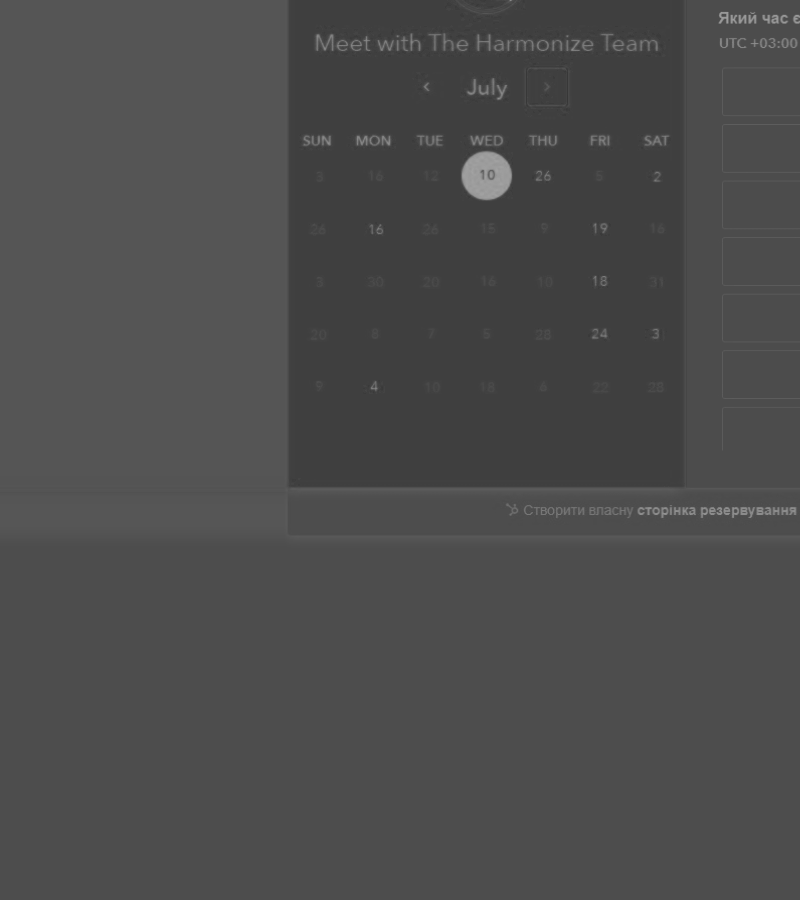 Який час є
Meet with The Harmonize Team
UTC +03:00
July
SUN MON TUE WED THU FRI SAT
3 16 12 10 26 5 2
26 16 26 15 9 19 16
3 30 20 16 10 18 31
20 8 7 5 28 24 3
9 4 10 18 6 22 28
Створити власну сторінка резервування